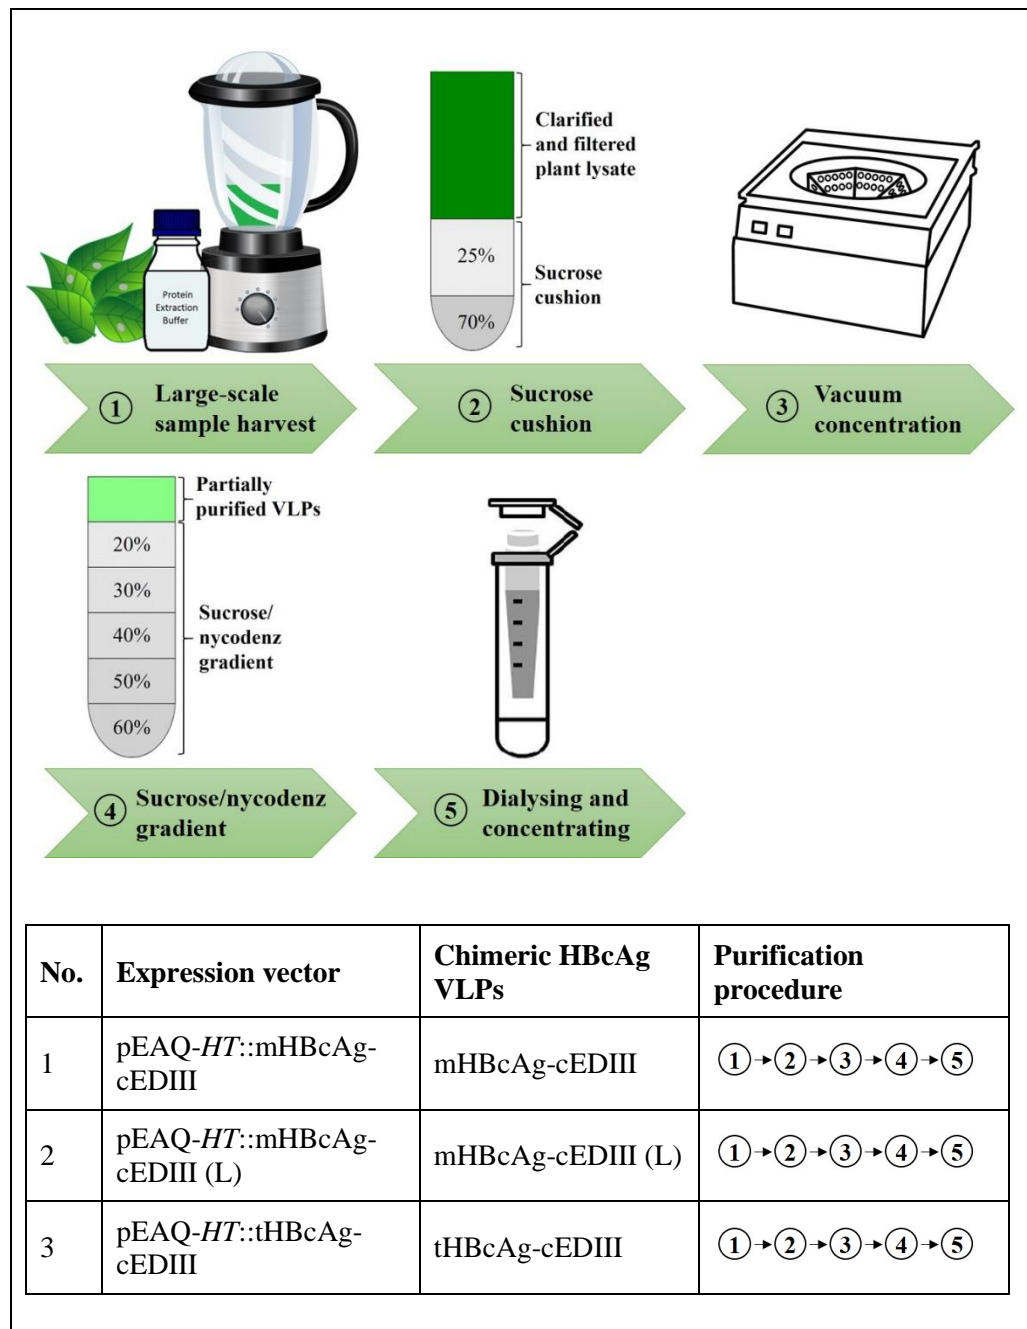 Protein
Extraction
Buffer
Clarified
and filtered
plant lysate
25%
70%
Sucrose
cushion
① Large-scale
sample harvest
② Sucrose
cushion
③ Vacuum
concentration
Partially
purified VLPs
20%
30%
40%
50%
60%
Sucrose/
nycodenz
gradient
④ Sucrose/nycodenz
gradient
⑤ Dialysing and
concentrating
No.
Expression vector
Chimeric HBcAg
VLPs
Purification
procedure
1
pEAQ-HT::mHBcAg-
cEDIII
mHBcAg-cEDIII
①→②→③→④→⑤
2
pEAQ-HT::mHBcAg-
cEDIII (L)
mHBcAg-cEDIII (L)
①→②→③→④→⑤
3
pEAQ-HT::tHBcAg-
cEDIII
tHBcAg-cEDIII
①→②→③→④→⑤